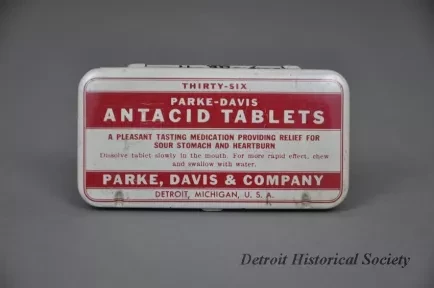 THIRTY-SIX
PARKE-DAVIS
ANTACID TABLETS
A PLEASANT TASTING MEDICATION PROVIDING RELIEF FOR
SOUR STOMACH AND HEARTBURN
Dissolve tablet slowly in the mouth. For more rapid effect, chew
and swallow with water.
PARKE, DAVIS & COMPANY
DETROIT, MICHIGAN, U. S. A.
Detroit Historical Society